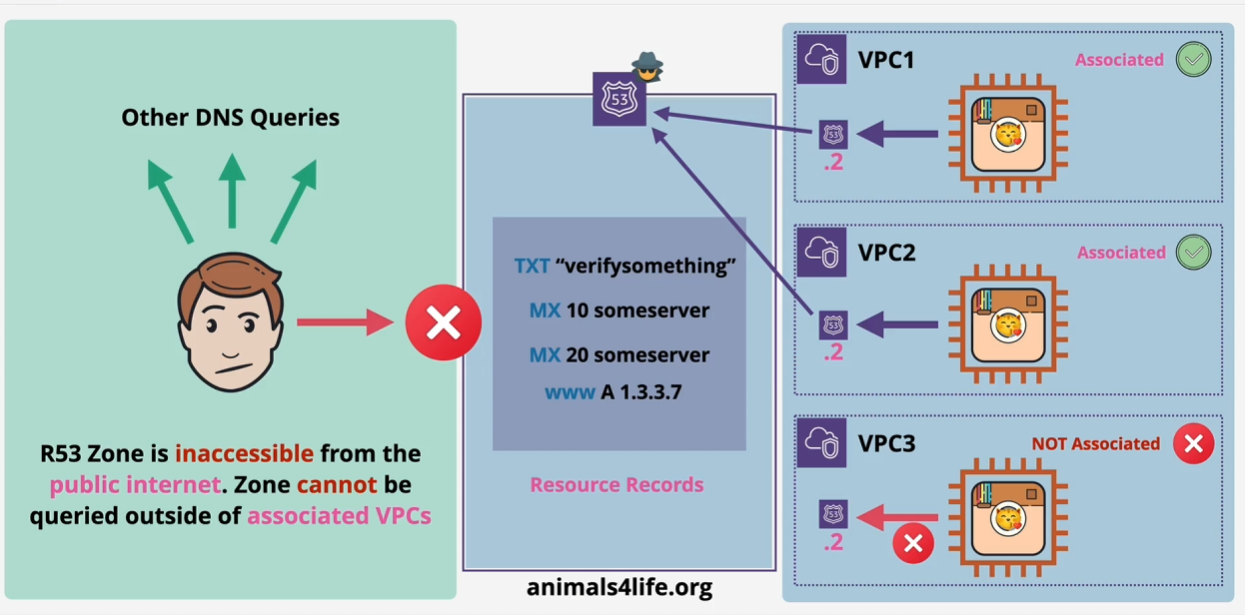 Other DNS Queries
R53 Zone is inaccessible from the
public internet. Zone cannot be
queried outside of associated VPCs
53
TXT “verifysomething”
MX 10 someserver
MX 20 someserver
www A 1.3.3.7
Resource Records
animals4life.org
VPC1
Associated
53
.2
VPC2
Associated
53
.2
VPC3
NOT Associated
53
.2